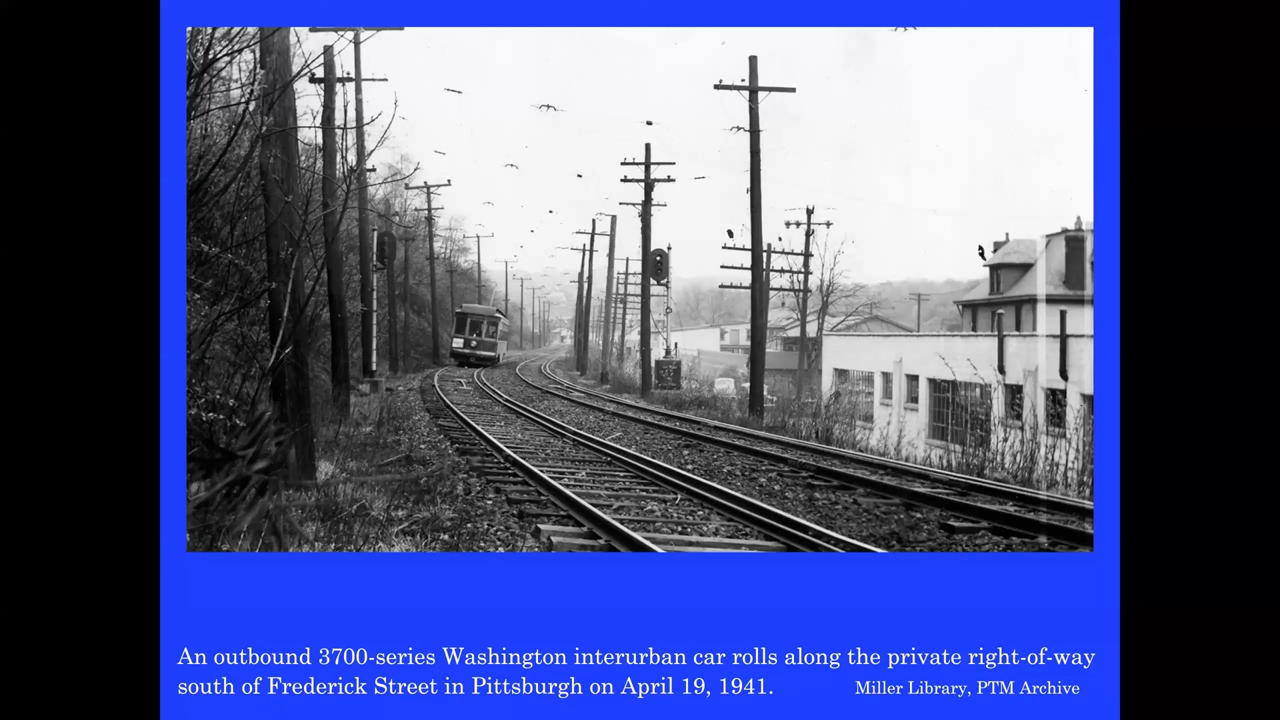 An outbound 3700-series Washington interurban car rolls along the private right-of-way
south of Frederick Street in Pittsburgh on April 19, 1941.
Miller Library, PTM Archive